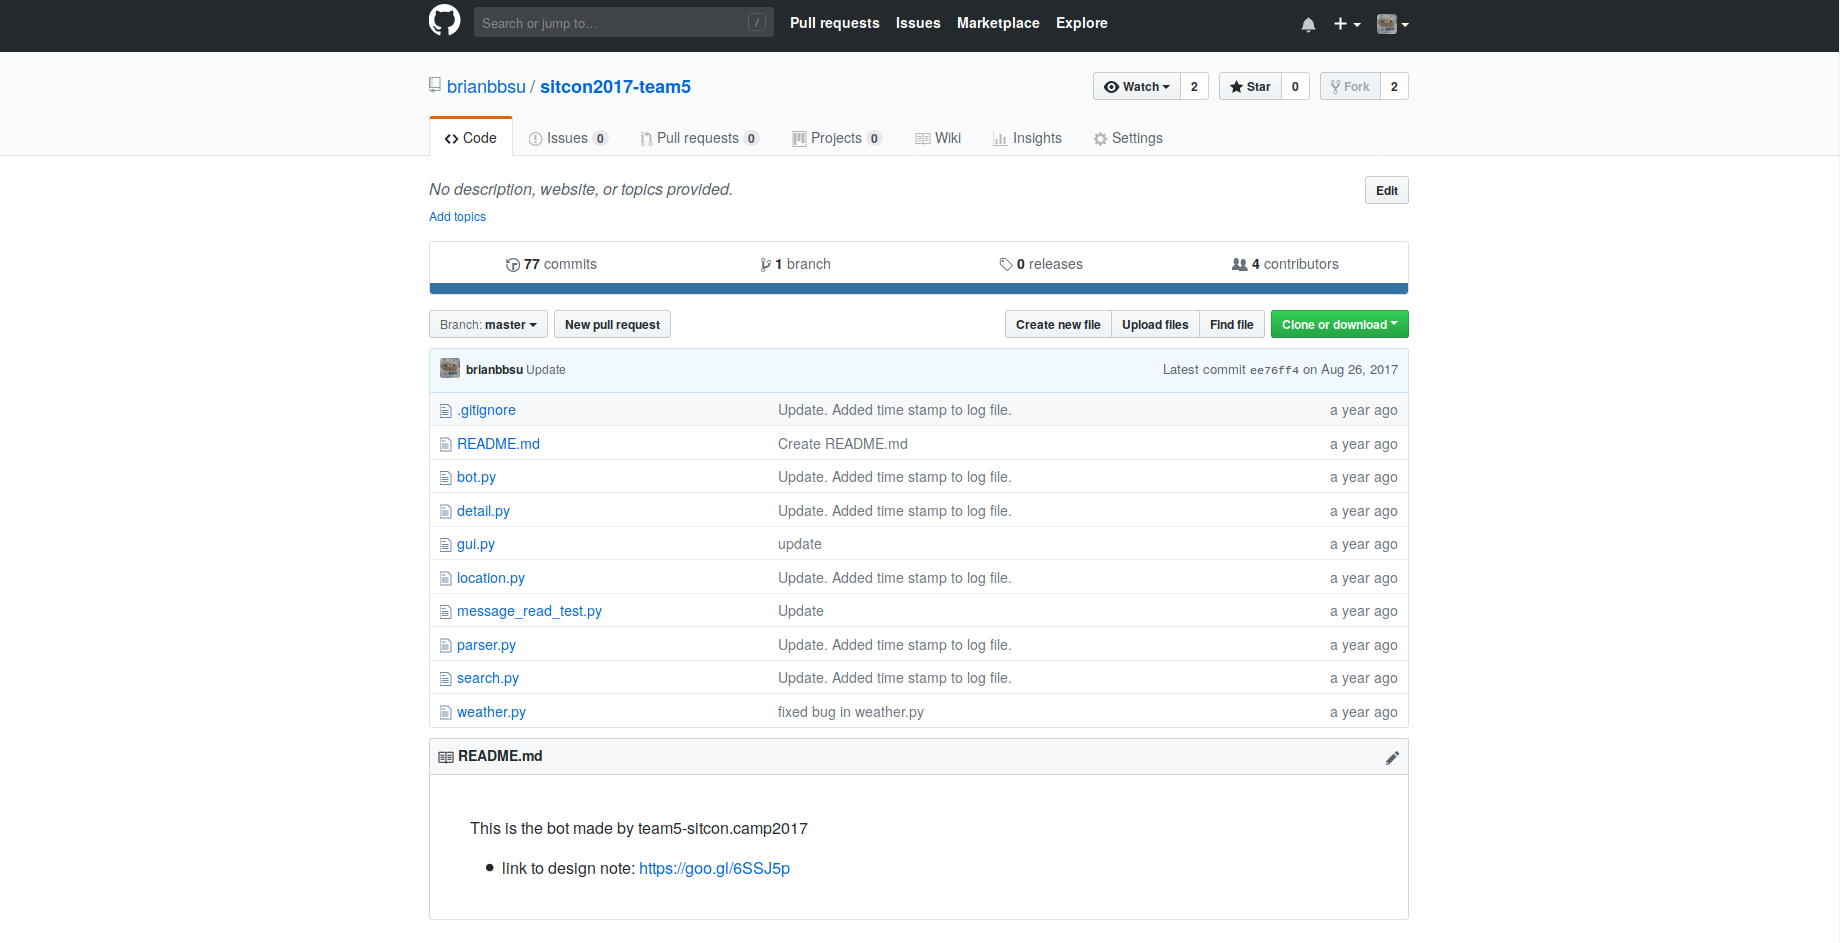 Search or jump to... /
Pull requests Issues Marketplace Explore
brianbbsu / sitcon2017-team5
Watch 2 Star 0 Fork 2
Code Issues 0 Pull requests 0 Projects 0 Wiki Insights Settings
No description, website, or topics provided. Edit
Add topics
77 commits 1 branch 0 releases 4 contributors
Branch: master New pull request Create new file Upload files Find file Clone or download
brianbbsu Update Latest commit ee76ff4 on Aug 26, 2017
.gitignore Update. Added time stamp to log file. a year ago
README.md Create README.md a year ago
bot.py Update. Added time stamp to log file. a year ago
detail.py Update. Added time stamp to log file. a year ago
gui.py update a year ago
location.py Update. Added time stamp to log file. a year ago
message_read_test.py Update a year ago
parser.py Update. Added time stamp to log file. a year ago
search.py Update. Added time stamp to log file. a year ago
weather.py fixed bug in weather.py a year ago
README.md
This is the bot made by team5-sitcon.camp2017
• link to design note: https://goo.gl/6SSJ5p